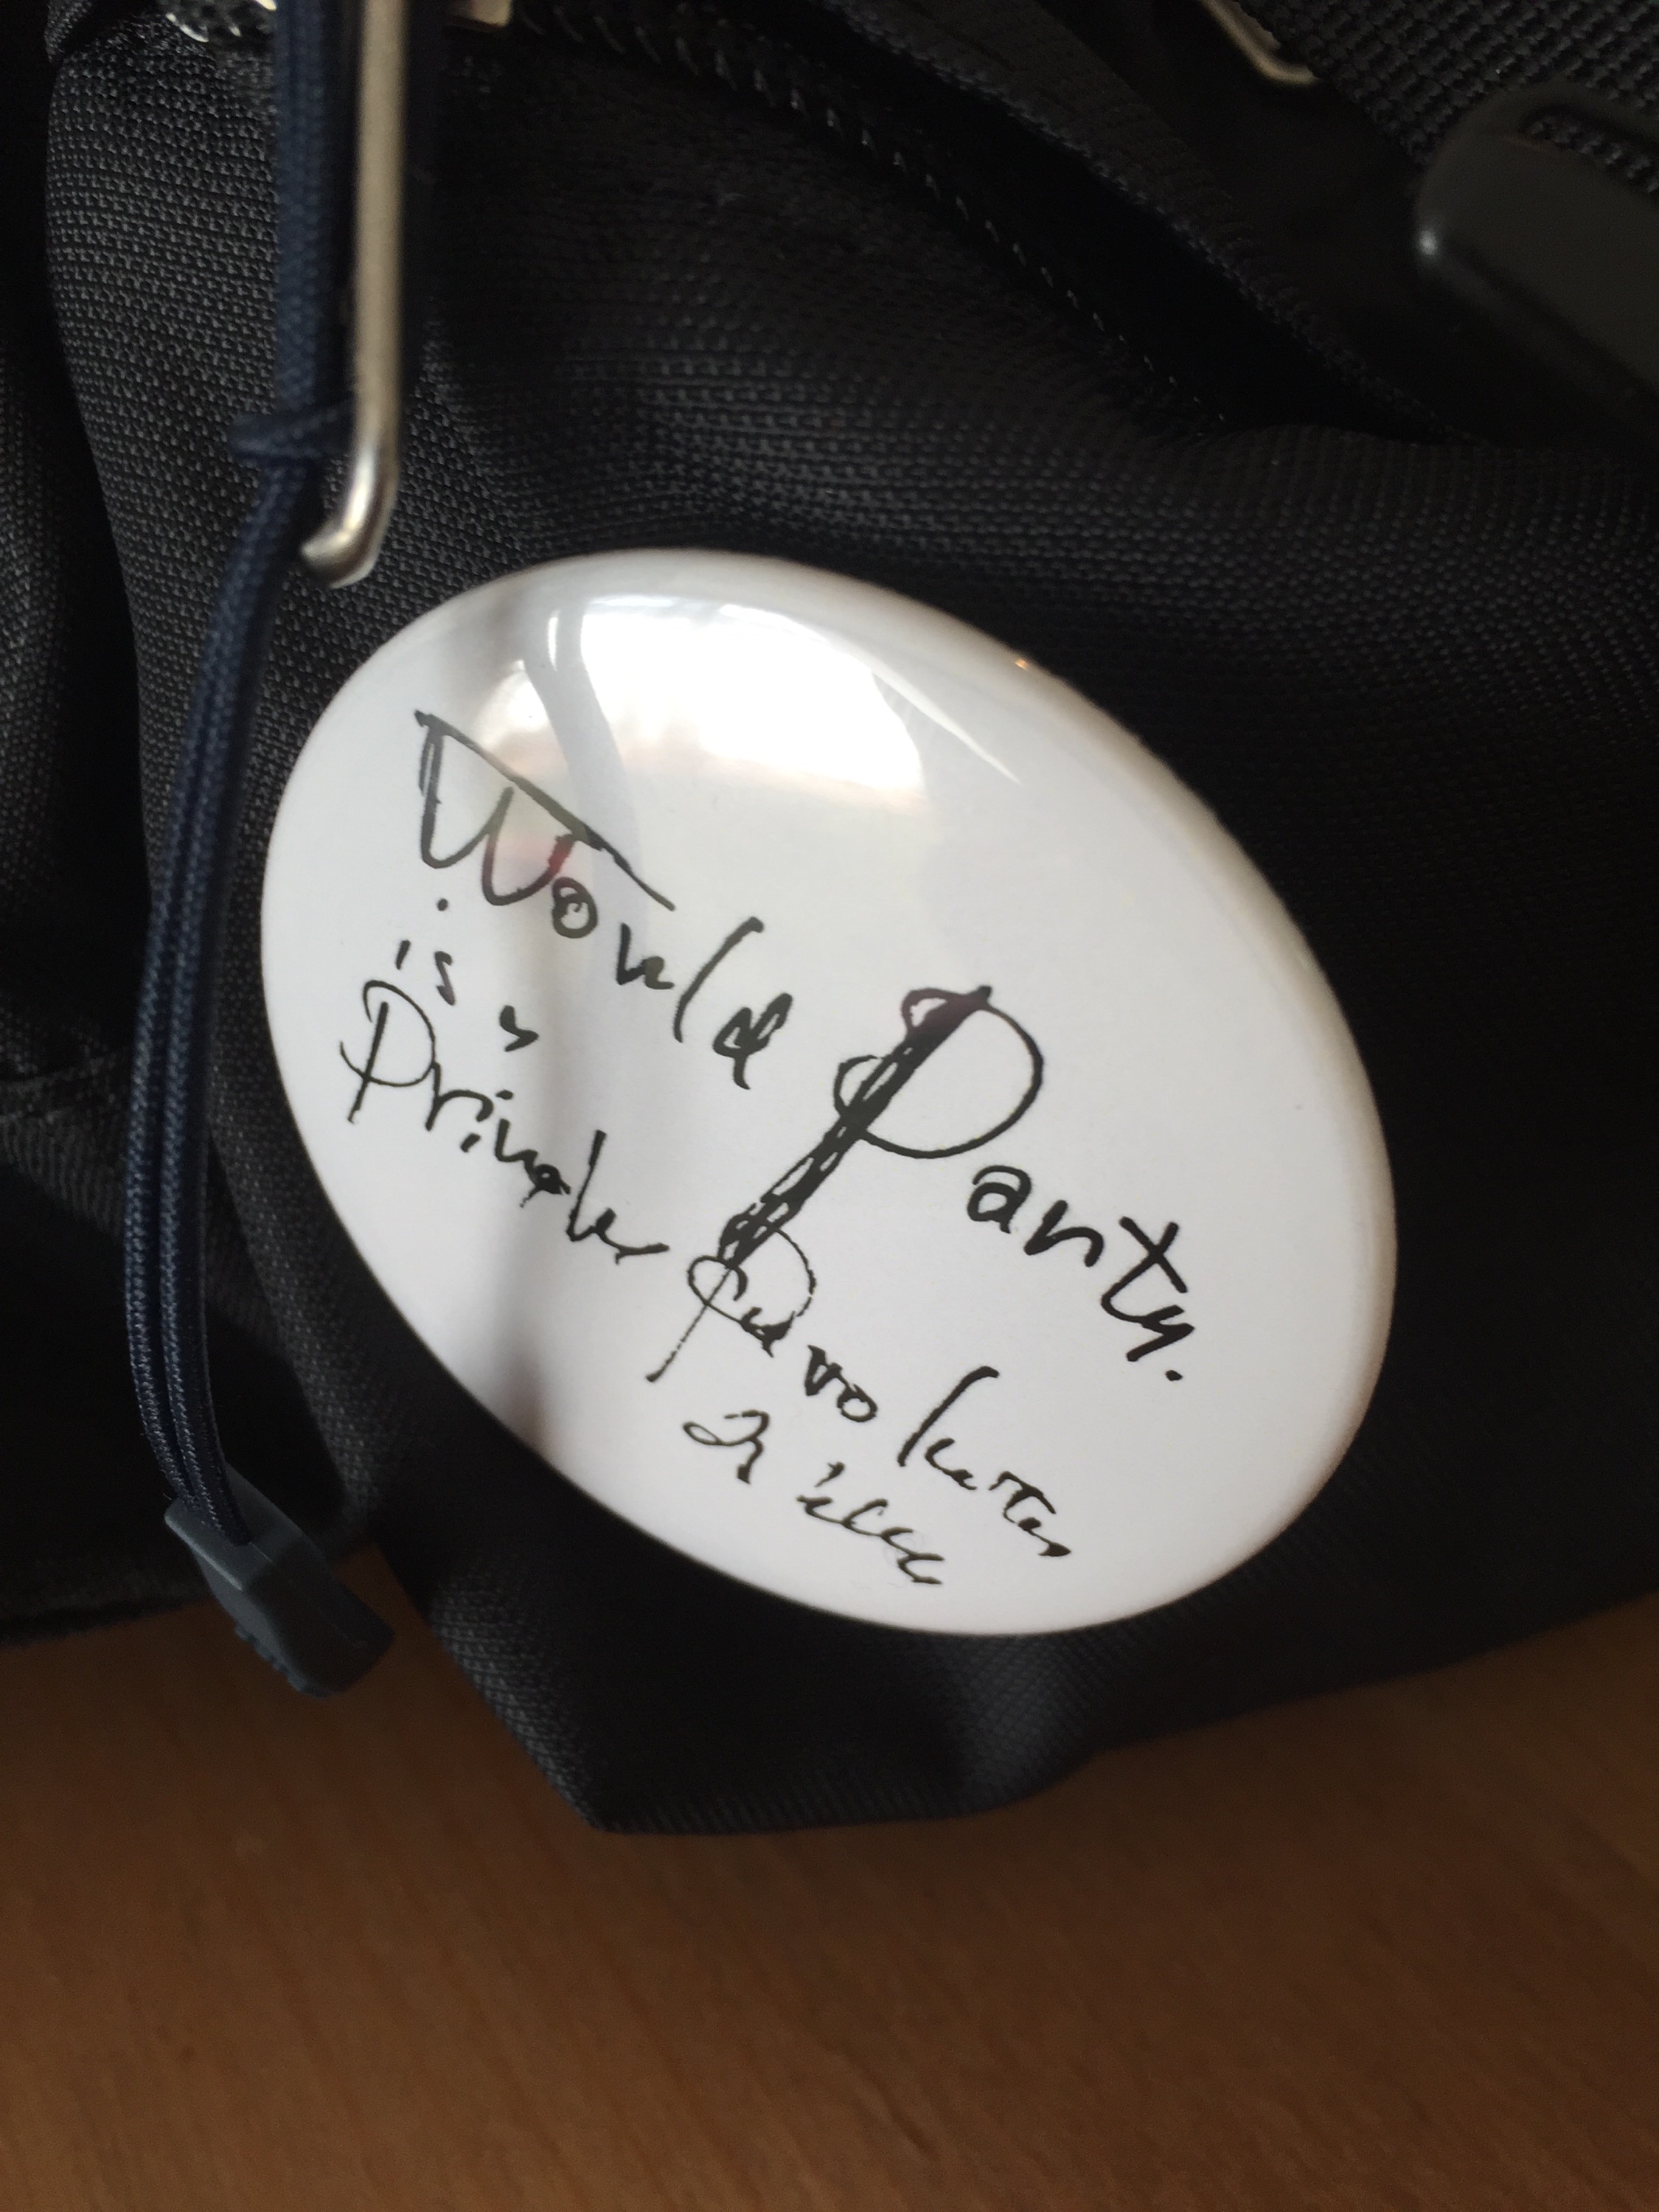 World Party.
is a
Private Revolution